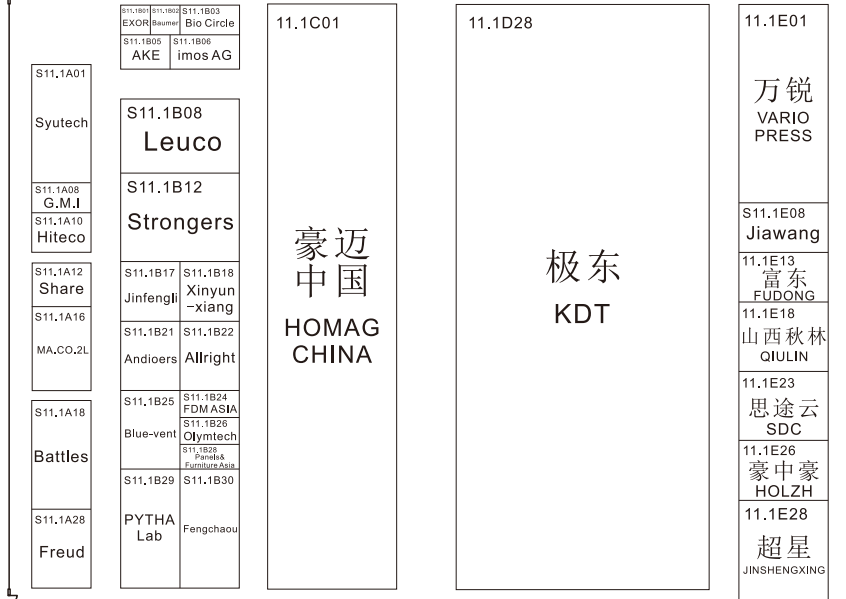 S11.1A01
Syutech
S11.1A08
G.M.I
S11.1A10
Hiteco
S11.1A12
Share
S11.1A16
MA.CO.2L
S11.1A18
Battles
S11.1A28
Freud
S11.1B01
EXOR
S11.1B02
Baumer
S11.1B03
Bio Circle
S11.1B05
AKE
S11.1B06
imos AG
S11.1B08
Leuco
S11.1B12
Strongers
S11.1B17
Jinfengli
S11.1B18
Xinyun
-xiang
S11.1B21
Andioers
S11.1B22
Allright
S11.1B25
Blue-vent
S11.1B24
FDM ASIA
S11.1B26
Olymtech
S11.1B28
Panels&
Furniture Asia
S11.1B29
PYTHA
Lab
S11.1B30
Fengchaou
11.1C01
豪迈
中国
HOMAG
CHINA
11.1D28
极东
KDT
11.1E01
万锐
VARIO
PRESS
S11.1E08
Jiawang
11.1E13
富东
FUDONG
11.1E18
山西秋林
QIULIN
11.1E23
思途云
SDC
11.1E26
豪中豪
HOLZH
11.1E28
超星
JINSHENGXING